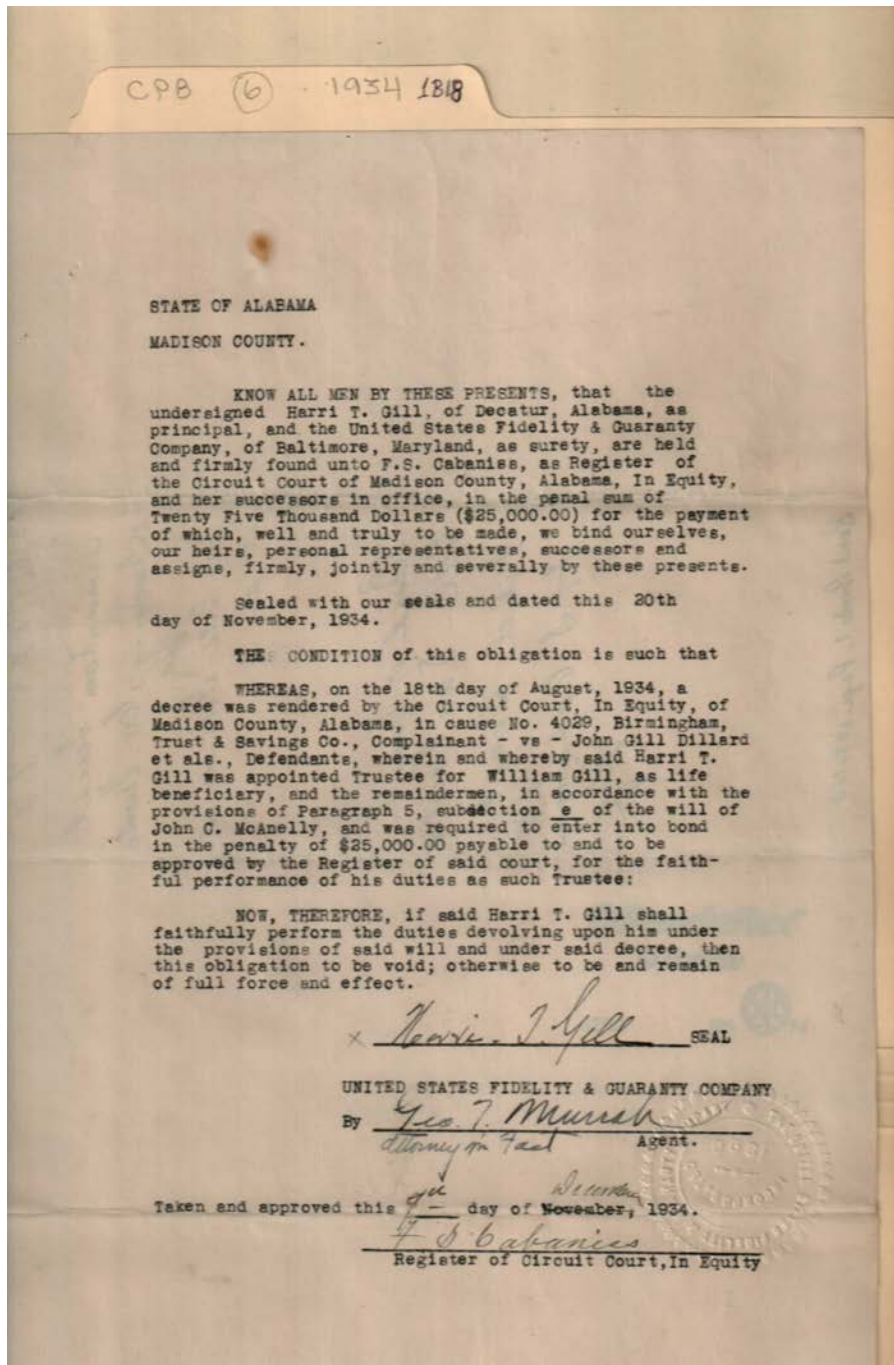 CPB 6 - 1934 1818
STATE OF ALABAMA
MADISON COUNTY.
KNOW ALL MEN BY THESE PRESENTS, that the
undersigned Harri T. Gill, of Decatur, Alabama, as
principal, and the United States Fidelity & Guaranty
Company, of Baltimore, Maryland, as surety, are held
and firmly found unto F.S. Cabaniss, as Register of
the Circuit Court of Madison County, Alabama, In Equity,
and her successors in office, in the penal sum of
Twenty Five Thousand Dollars ($25,000.00) for the payment
of which, well and truly to be made, we bind ourselves,
our heirs, personal representatives, successors and
assigns, firmly, jointly and severally by these presents.
Sealed with our seals and dated this 20th
day of November, 1934.
THE CONDITION of this obligation is such that
WHEREAS, on the 18th day of August, 1934, a
decree was rendered by the Circuit Court, In Equity, of
Madison County, Alabama, in cause No. 4029, Birmingham,
Trust & Savings Co., Complainant - vs - John Gill Dillard
et als., Defendants, wherein and whereby said Harri T.
Gill was appointed Trustee for William Gill, as life
beneficiary, and the remaindermen, in accordance with the
provisions of Paragraph 5, subsection e of the will of
John C. McAnelly, and was required to enter into bond
in the penalty of $25,000.00 payable to and to be
approved by the Register of said court, for the faith-
ful performance of his duties as such Trustee:
NOW, THEREFORE, if said Harri T. Gill shall
faithfully perform the duties devolving upon him under
the provisions of said will and under said decree, then
this obligation to be void; otherwise to be and remain
of full force and effect.
x Harri. T. Gill SEAL
UNITED STATES FIDELITY & GUARANTY COMPANY
By Geo. T. Murrah
Attorney in Fact Agent.
December
Taken and approved this day of November, 1934.
F S Cabaniss
Register of Circuit Court, In Equity